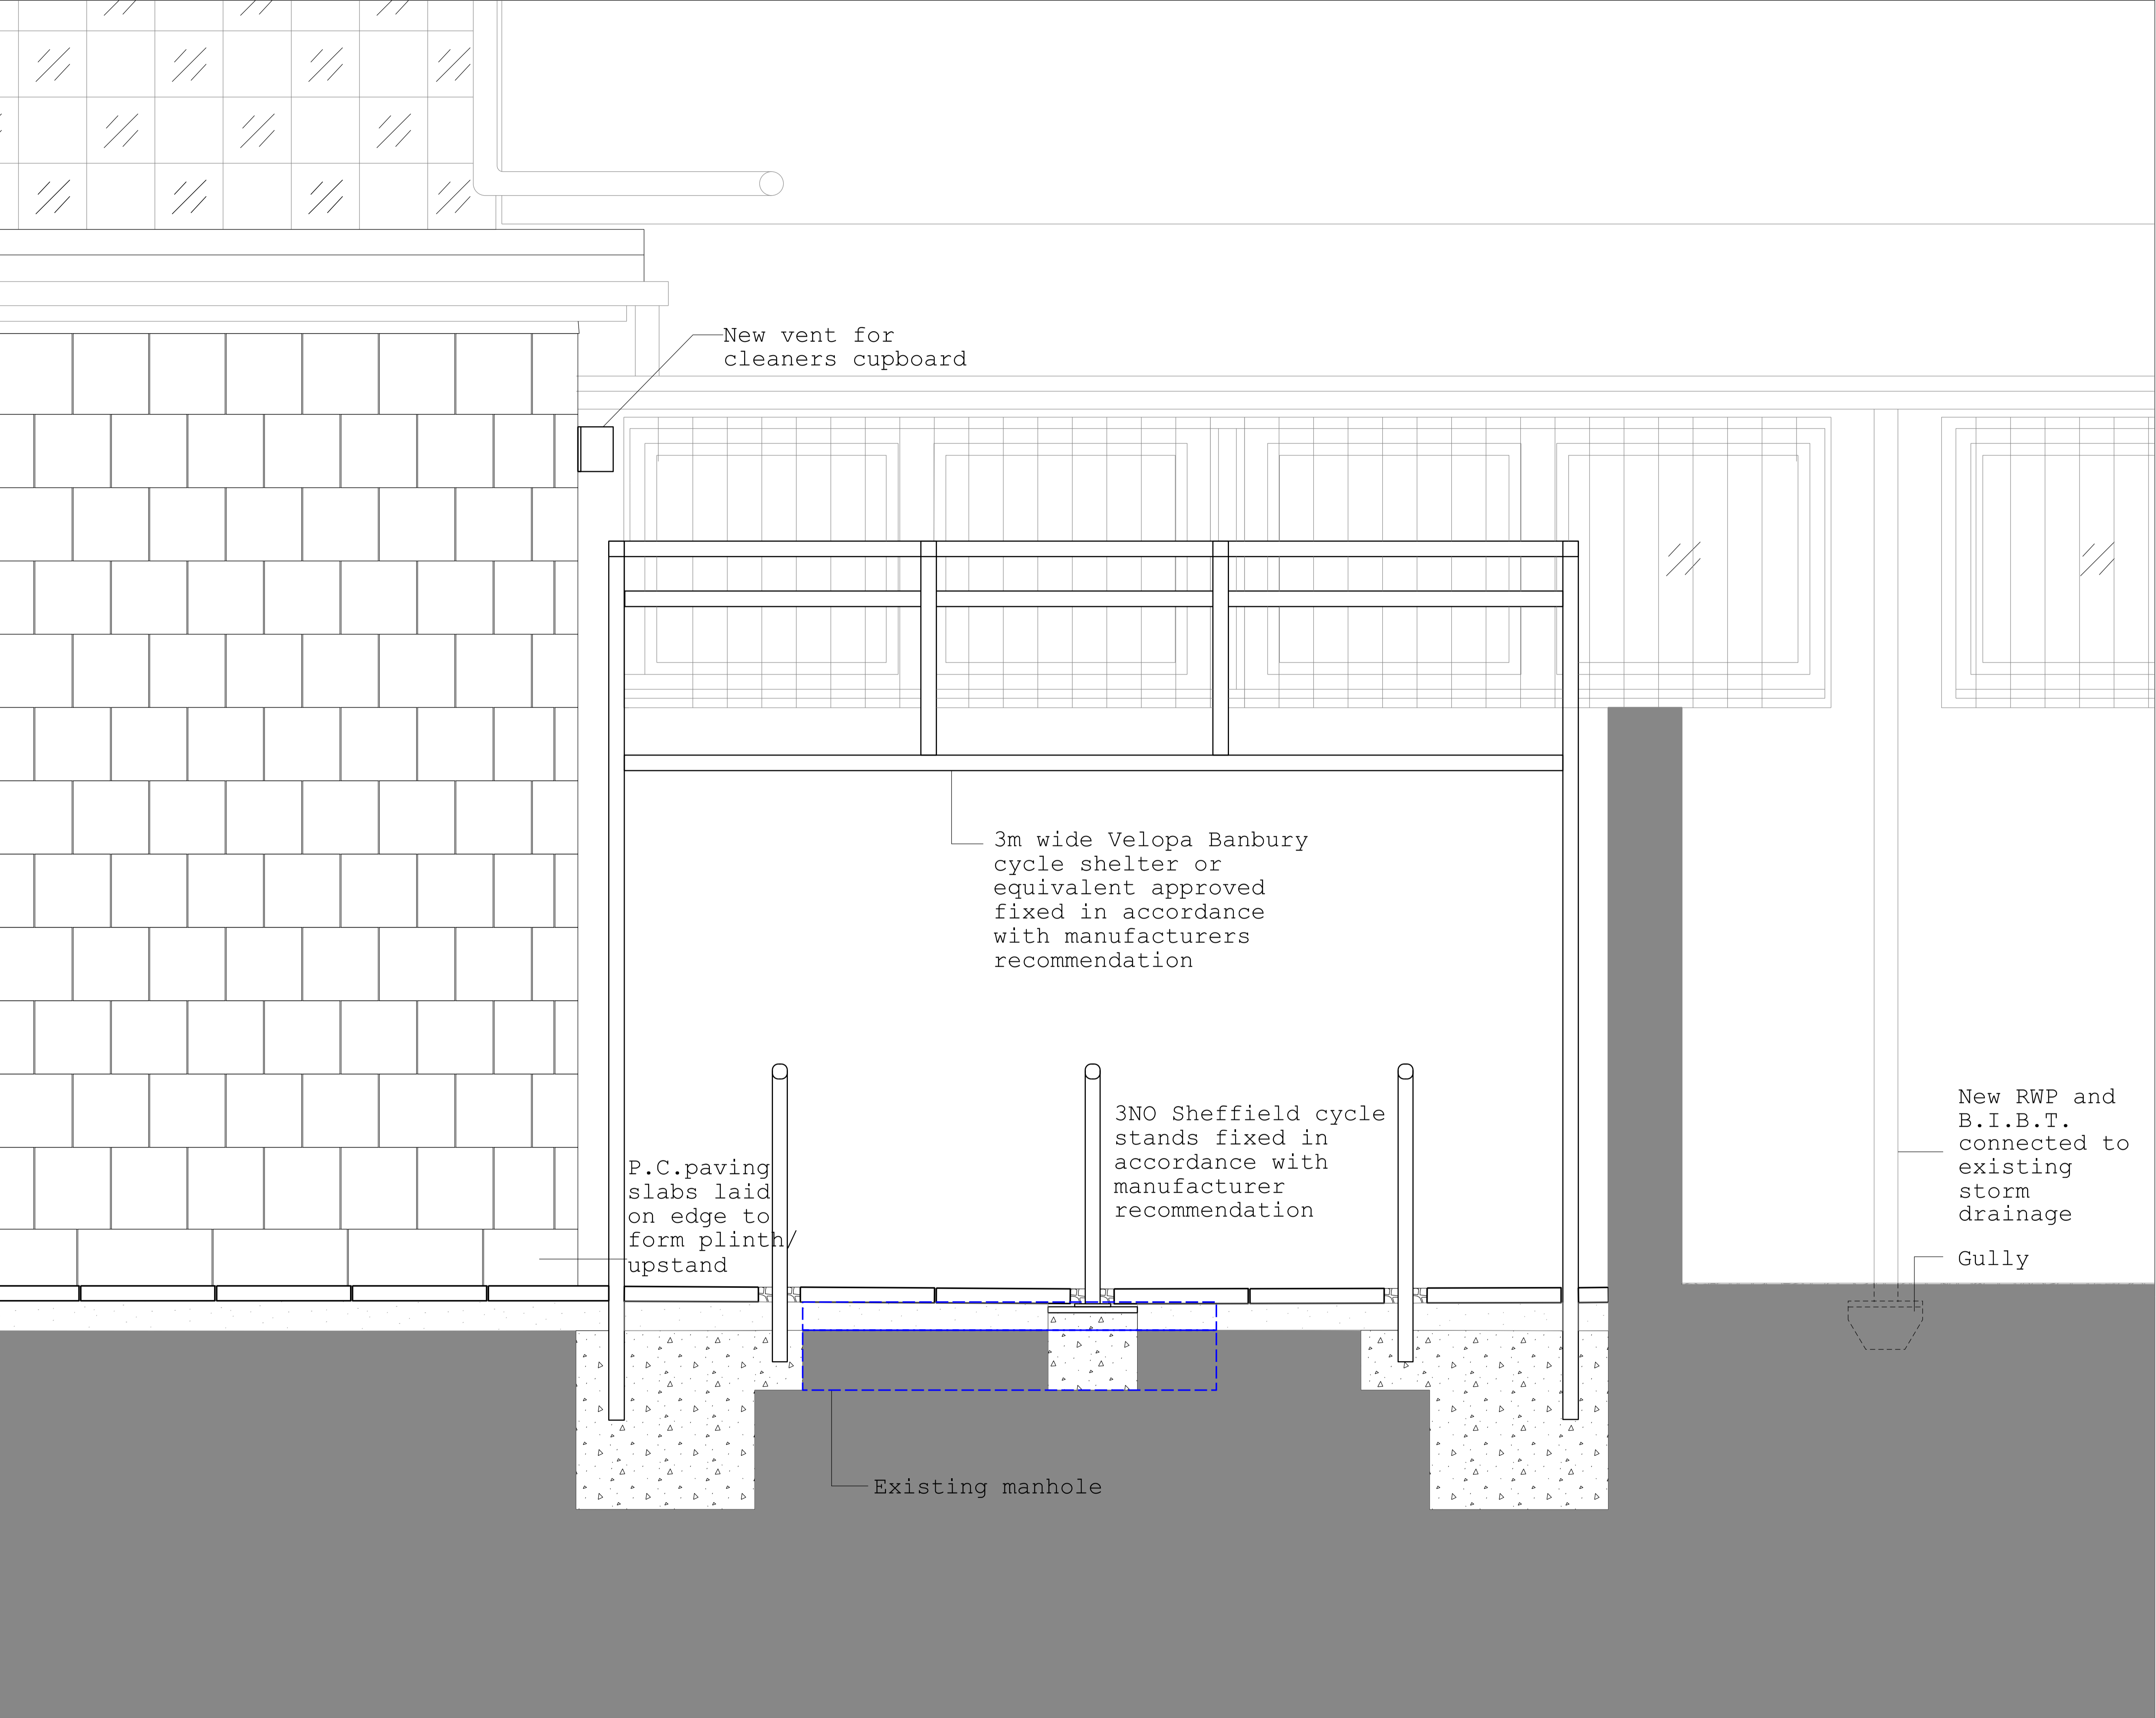 New vent for
cleaners cupboard
3m wide Velopa Banbury
cycle shelter or
equivalent approved
fixed in accordance
with manufacturers
recommendation
3NO Sheffield cycle
stands fixed in
accordance with
manufacturer
recommendation
P.C.paving
slabs laid
on edge to
form plinth/
upstand
New RWP and
B.I.B.T.
connected to
existing
storm
drainage
Gully
Existing manhole